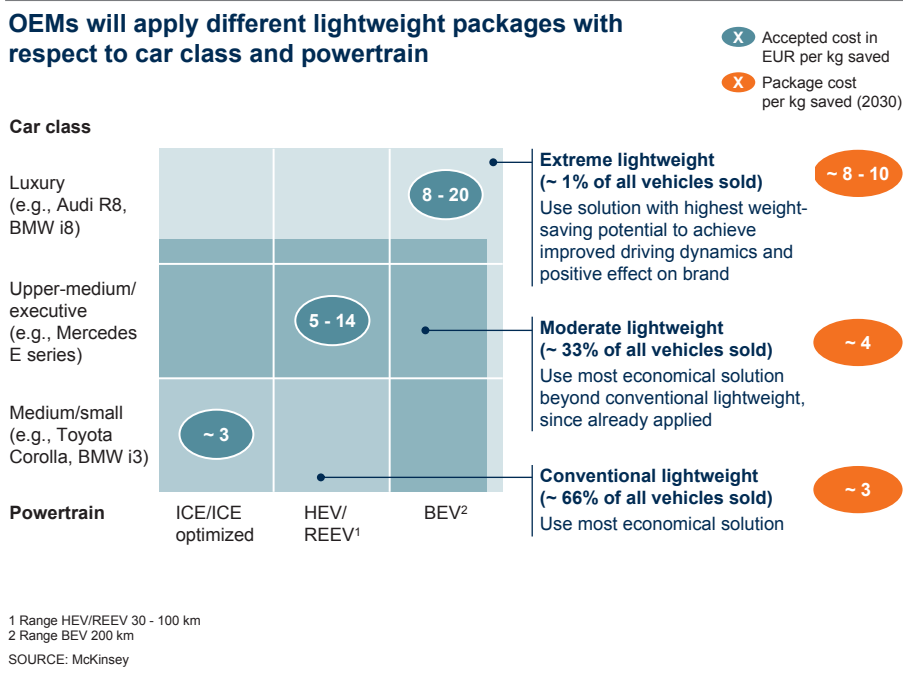 OEMs will apply different lightweight packages with
respect to car class and powertrain
X Accepted cost in
EUR per kg saved
X Package cost
per kg saved (2030)
Car class
Luxury
(e.g., Audi R8,
BMW i8)
8 - 20
Extreme lightweight
(~ 1% of all vehicles sold)
Use solution with highest weight-
saving potential to achieve
improved driving dynamics and
positive effect on brand
~ 8 - 10
Upper-medium/
executive
(e.g., Mercedes
E series)
5 - 14
Moderate lightweight
(~ 33% of all vehicles sold)
Use most economical solution
beyond conventional lightweight,
since already applied
~ 4
Medium/small
(e.g., Toyota
Corolla, BMW i3)
~ 3
Conventional lightweight
(~ 66% of all vehicles sold)
Use most economical solution
~ 3
Powertrain
ICE/ICE
optimized
HEV/
REEV1
BEV2
1 Range HEV/REEV 30 - 100 km
2 Range BEV 200 km
SOURCE: McKinsey